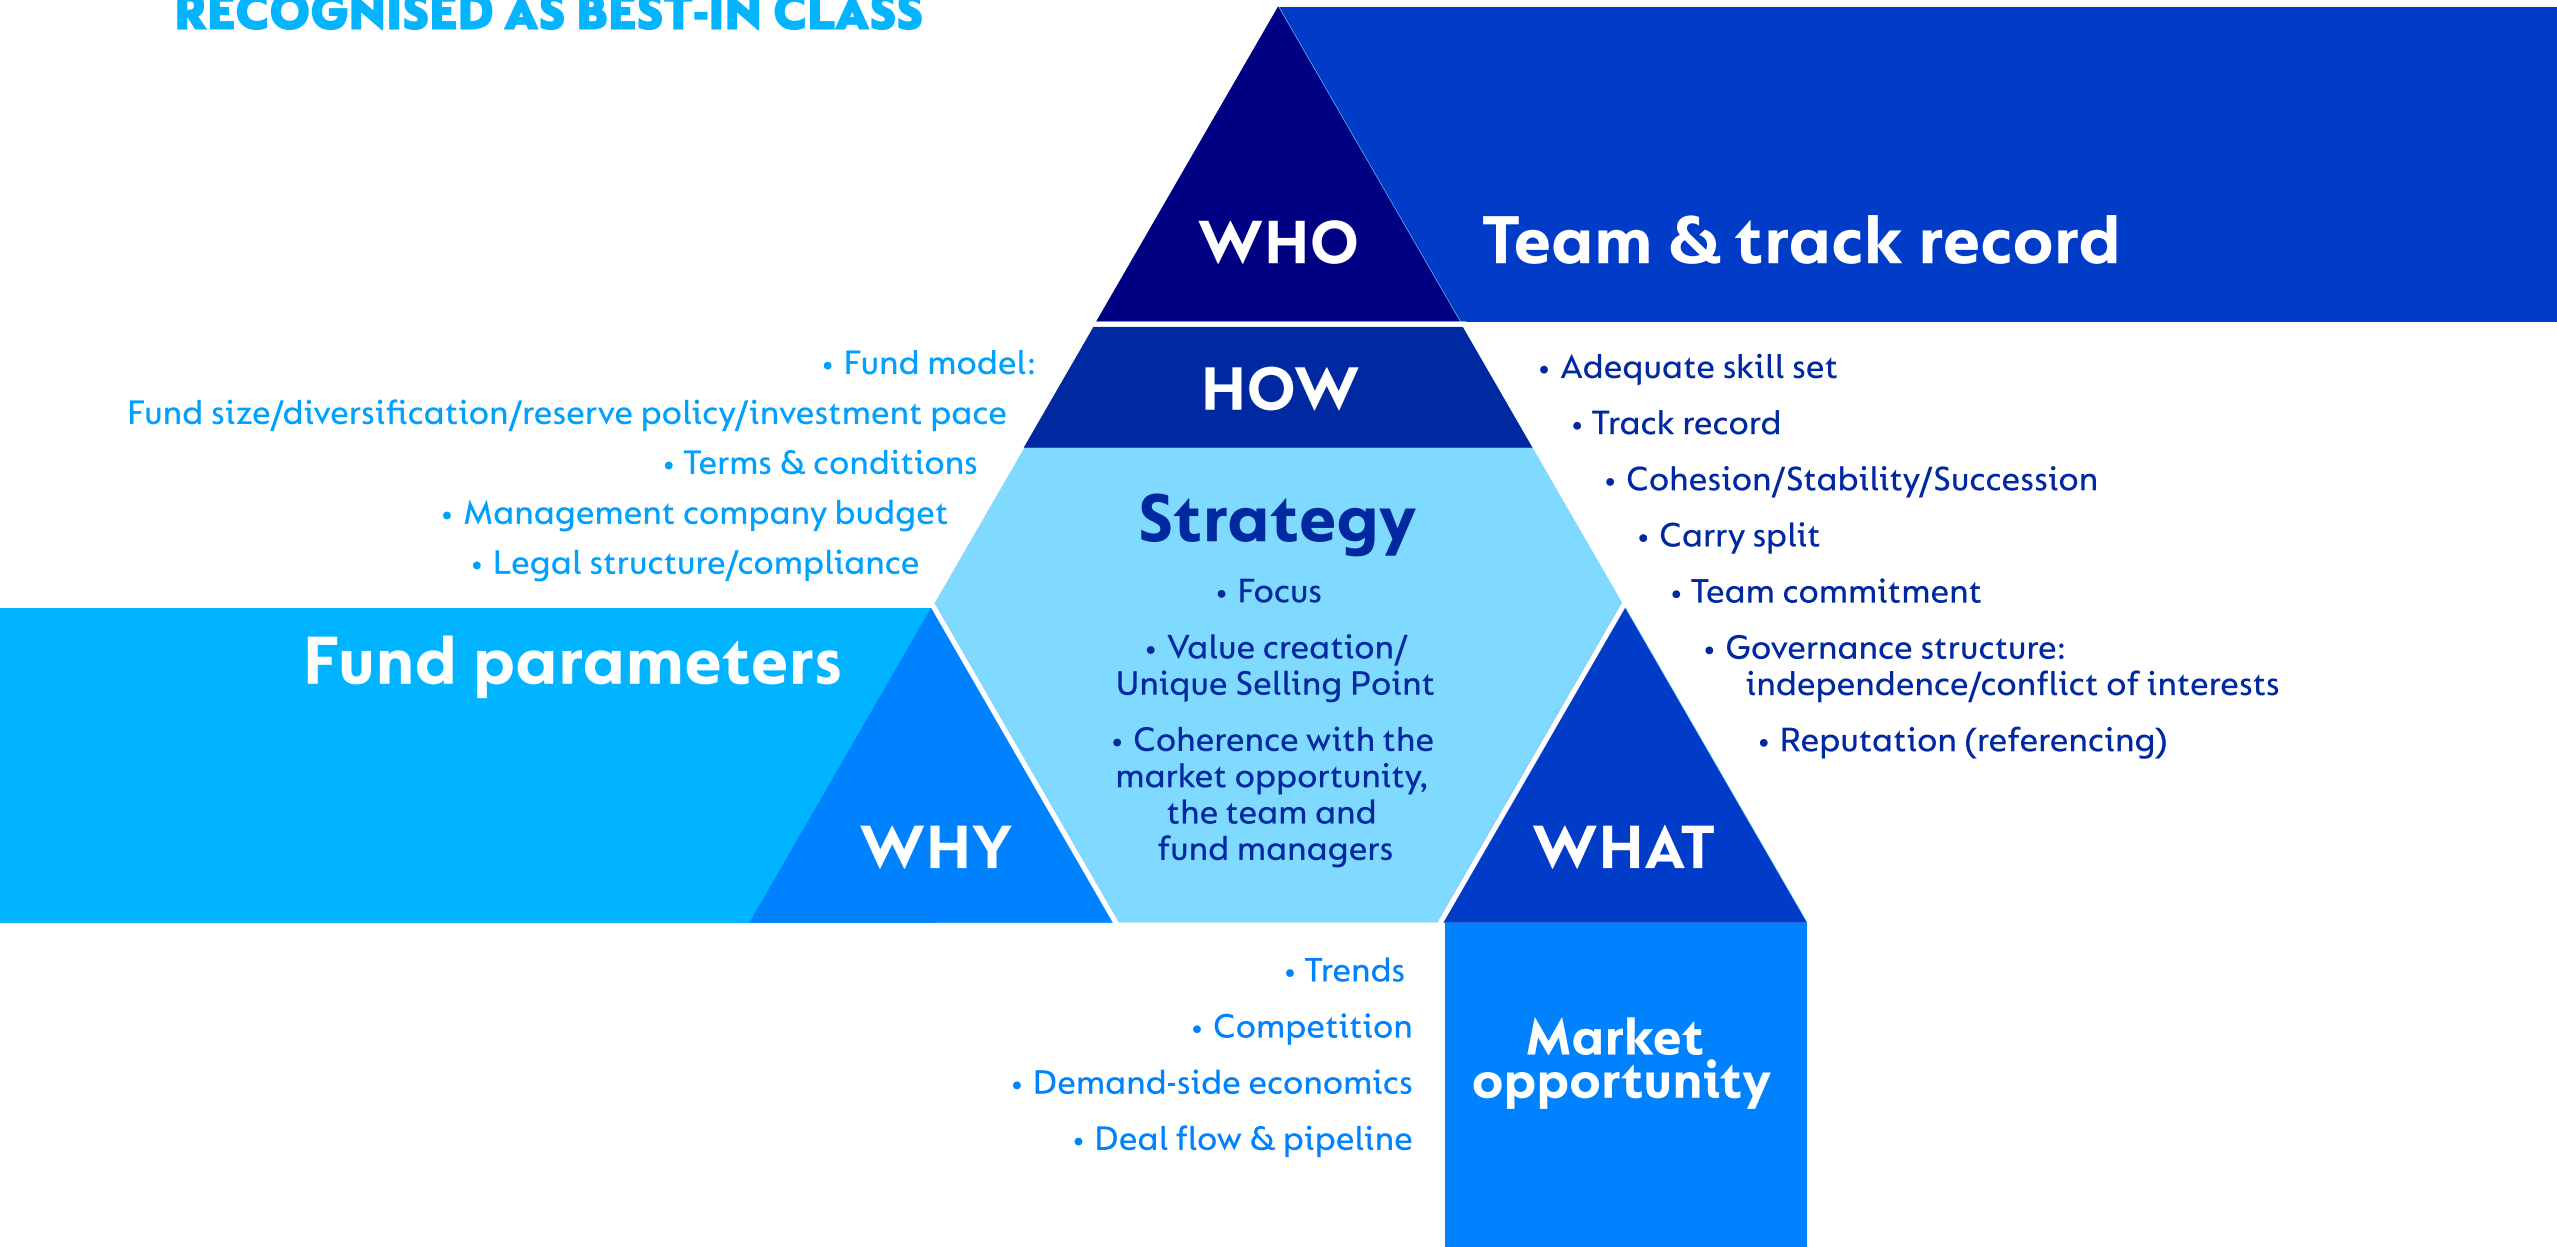 RECOGNISED AS BEST-IN CLASS
WHO
Team & track record
HOW
• Fund model:
Fund size/diversification/reserve policy/investment pace
• Terms & conditions
• Management company budget
• Legal structure/compliance
Fund parameters
WHY
Strategy
• Focus
• Value creation/
Unique Selling Point
• Coherence with the
market opportunity,
the team and
fund managers
• Adequate skill set
• Track record
• Cohesion/Stability/Succession
• Carry split
• Team commitment
• Governance structure:
independence/conflict of interests
• Reputation (referencing)
WHAT
• Trends
• Competition
• Demand-side economics
• Deal flow & pipeline
Market
opportunity